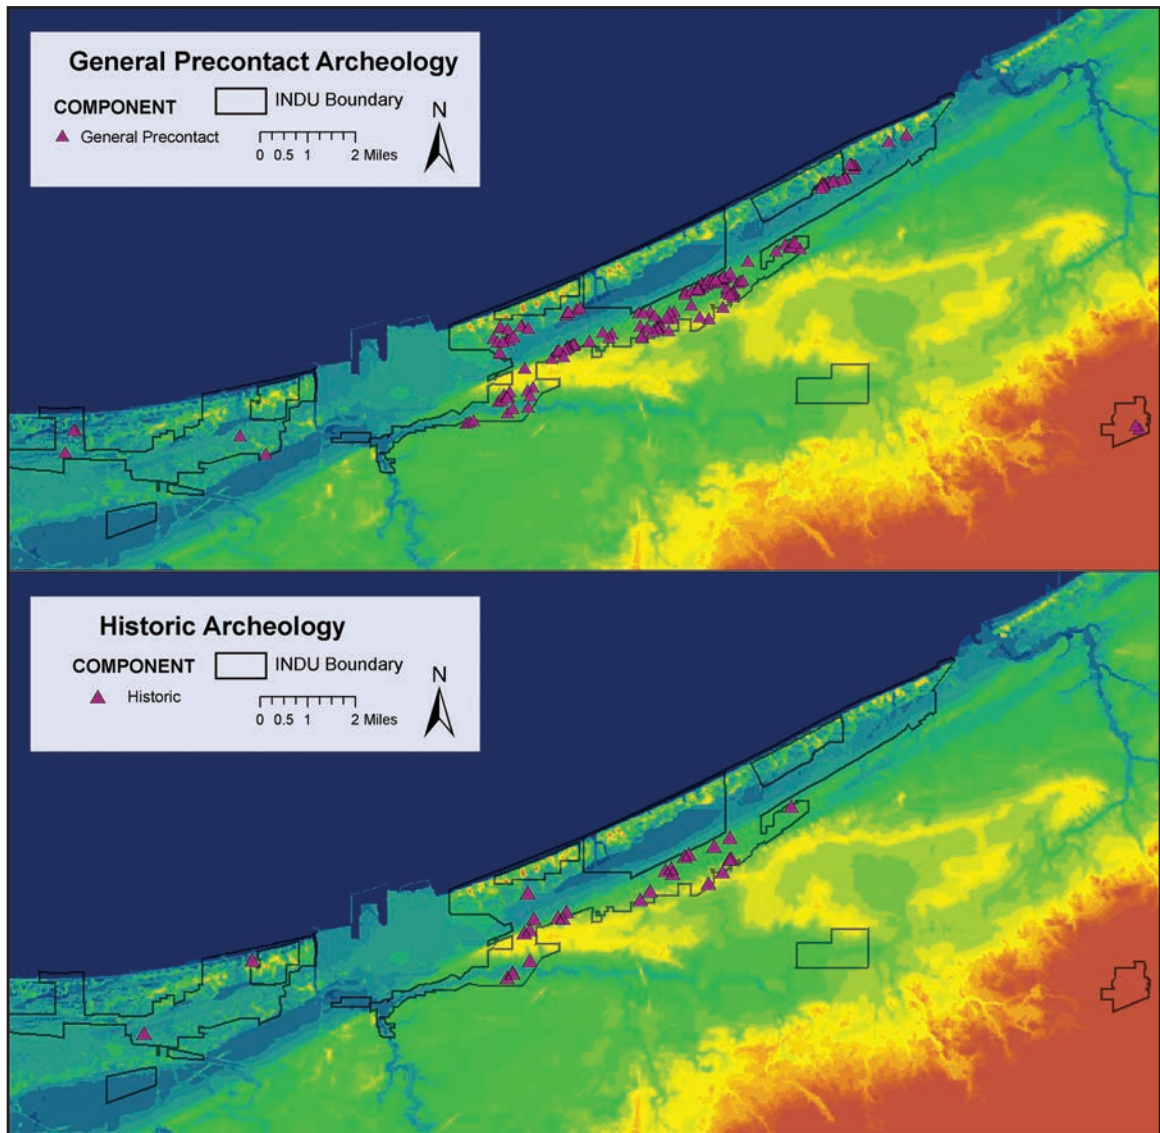 General Precontact Archeology
COMPONENT INDU Boundary N
General Precontact
0 0.5 1 2 Miles
Historic Archeology
COMPONENT INDU Boundary N
Historic
0 0.5 1 2 Miles